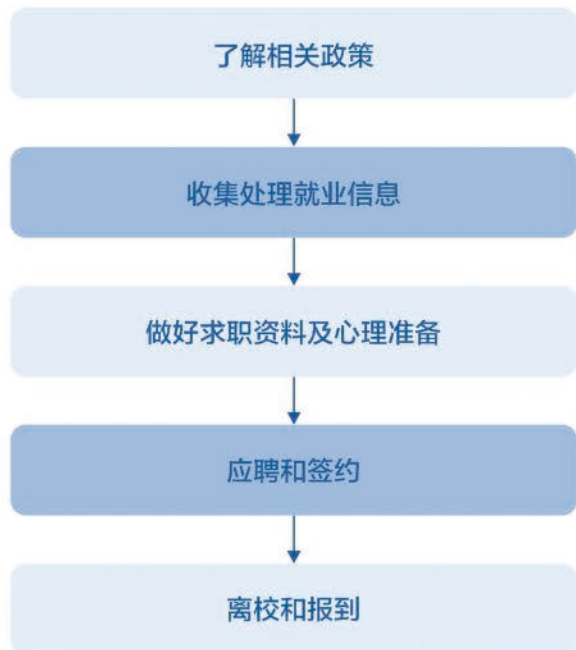 了解相关政策
收集处理就业信息
做好求职资料及心理准备
应聘和签约
离校和报到